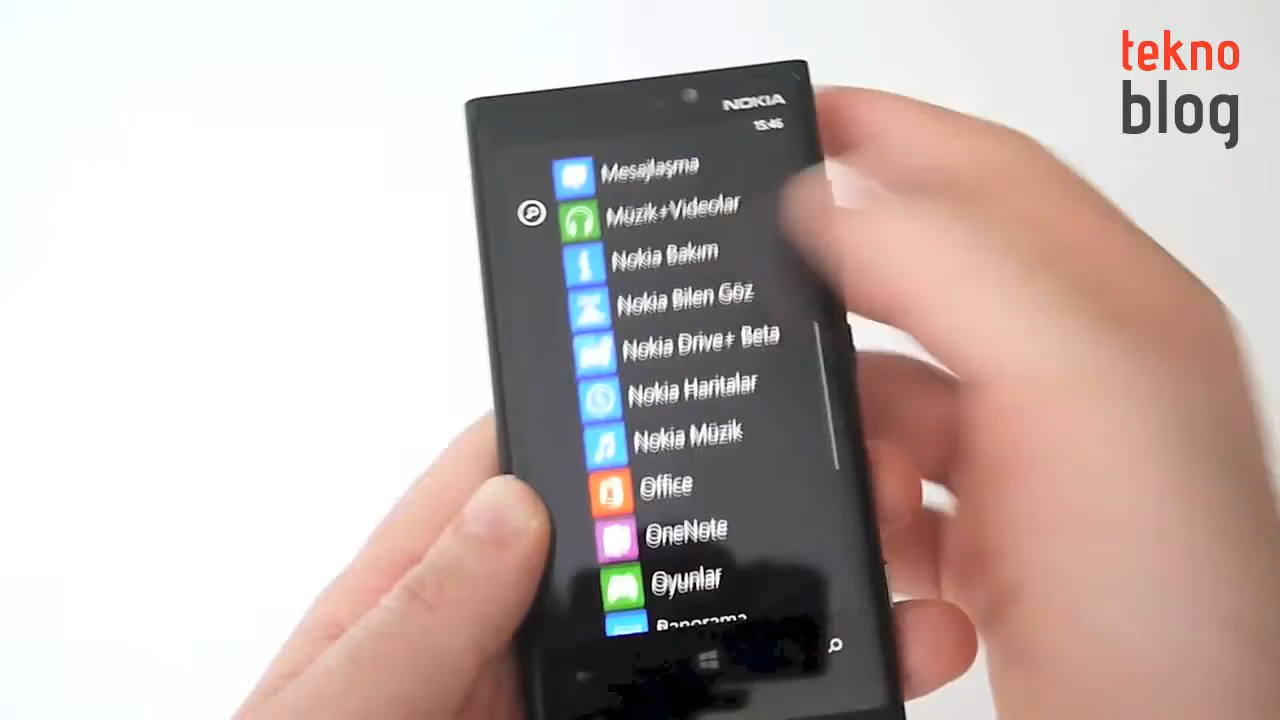 tekno
blog
NOKIA
15:46
Mesajlaşma
Müzik+Videolar
Nokia Bakım
Nokia Bilen Göz
Nokia Drive+ Beta
Nokia Haritalar
Nokia Müzik
Office
OneNote
Oyunlar
Panorama